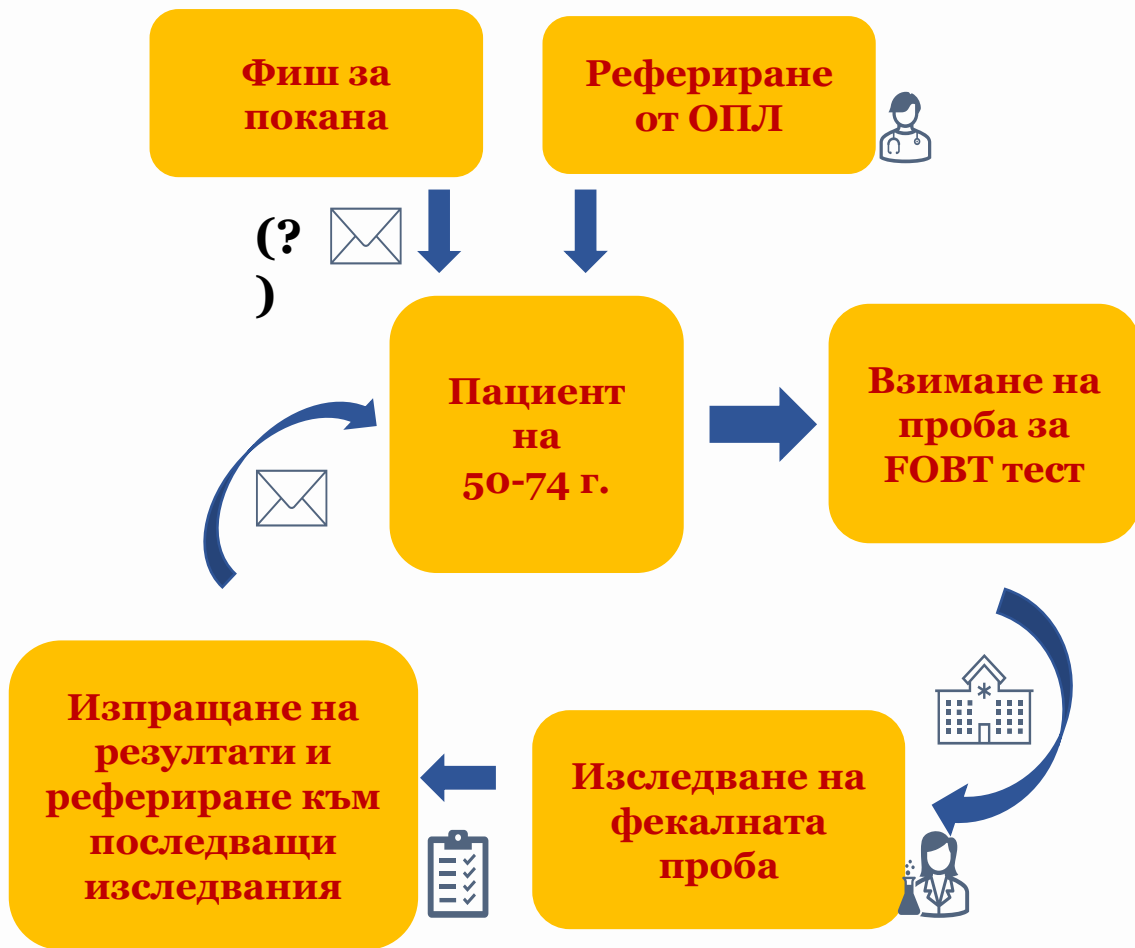 Фиш за
покана
Рефериране
от ОПЛ
(?
)
Пациент
на
50-74 г.
Взимане на
проба за
FOBT тест
Изпращане на
резултати и
рефериране към
последващи
изследвания
Изследване на
фекалната
проба